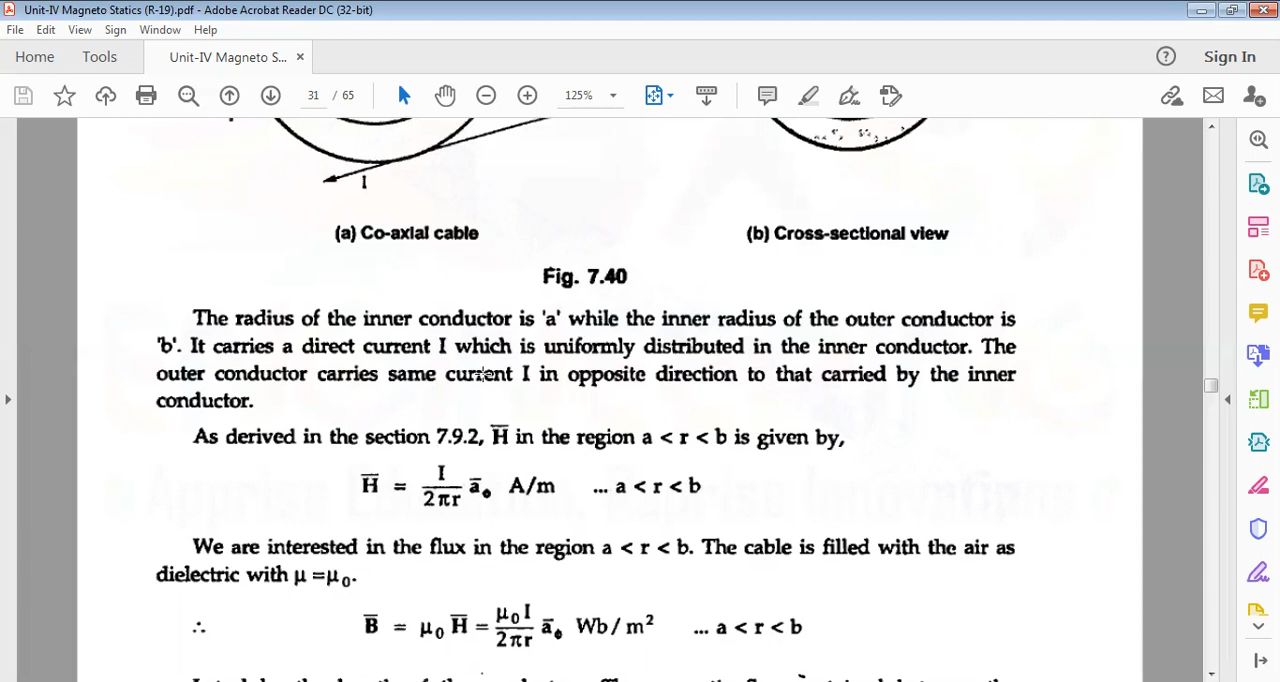 Unit-IV Magneto Statics (R-19).pdf - Adobe Acrobat Reader DC (32-bit)
File Edit View Sign Window Help
Home Tools Unit-IV Magneto S... × Sign In
31 / 65 125%
I
(a) Co-axial cable (b) Cross-sectional view
Fig. 7.40
The radius of the inner conductor is 'a' while the inner radius of the outer conductor is
'b'. It carries a direct current I which is uniformly distributed in the inner conductor. The
outer conductor carries same current I in opposite direction to that carried by the inner
conductor.
As derived in the section 7.9.2, H̅ in the region a < r < b is given by,
H̅ = I / 2πr a̅ϕ A/m ... a < r < b
We are interested in the flux in the region a < r < b. The cable is filled with the air as
dielectric with μ =μ₀.
∴ B̅ = μ₀ H̅ = μ₀ I / 2πr a̅ϕ Wb/m² ... a < r < b